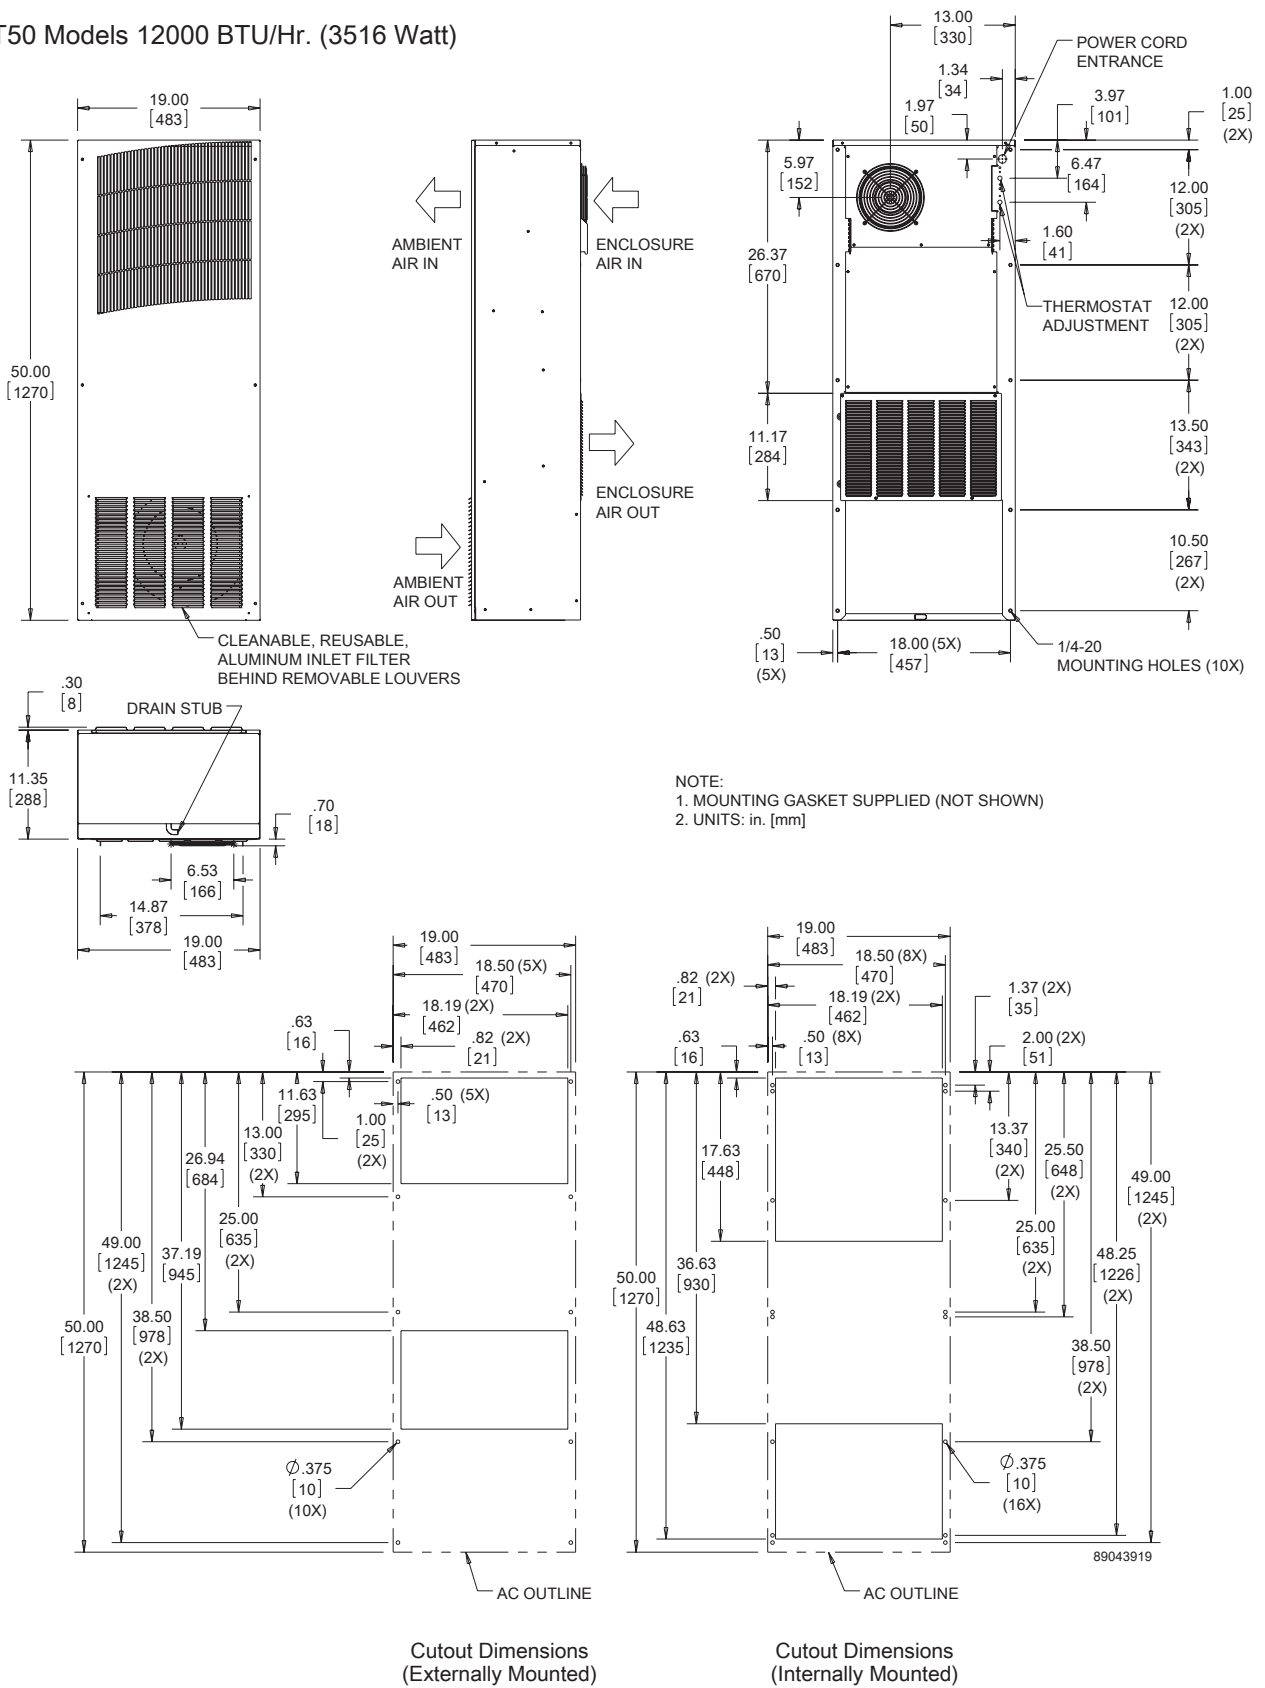 T50 Models 12000 BTU/Hr. (3516 Watt)
19.00
[483]
50.00
[1270]
CLEANABLE, REUSABLE,
ALUMINUM INLET FILTER
BEHIND REMOVABLE LOUVERS
AMBIENT
AIR IN
ENCLOSURE
AIR IN
ENCLOSURE
AIR OUT
AMBIENT
AIR OUT
13.00
[330]
POWER CORD
ENTRANCE
1.34
[34]
1.97
[50]
3.97
[101]
1.00
[25]
(2X)
5.97
[152]
6.47
[164]
12.00
[305]
(2X)
1.60
[41]
26.37
[670]
THERMOSTAT
ADJUSTMENT
12.00
[305]
(2X)
11.17
[284]
13.50
[343]
(2X)
10.50
[267]
(2X)
.50
[13]
(5X)
18.00 (5X)
[457]
1/4-20
MOUNTING HOLES (10X)
.30
[8]
DRAIN STUB
11.35
[288]
.70
[18]
6.53
[166]
14.87
[378]
19.00
[483]
NOTE:
1. MOUNTING GASKET SUPPLIED (NOT SHOWN)
2. UNITS: in. [mm]
19.00
[483]
18.50 (5X)
[470]
18.19 (2X)
[462]
.63
[16]
.82 (2X)
[21]
11.63
[295]
.50 (5X)
[13]
1.00
[25]
(2X)
13.00
[330]
(2X)
26.94
[684]
25.00
[635]
(2X)
49.00
[1245]
(2X)
37.19
[945]
38.50
[978]
(2X)
50.00
[1270]
Ø.375
[10]
(10X)
AC OUTLINE
Cutout Dimensions
(Externally Mounted)
19.00
[483]
18.50 (8X)
[470]
.82 (2X)
[21]
18.19 (2X)
[462]
1.37 (2X)
[35]
.63
[16]
.50 (8X)
[13]
2.00 (2X)
[51]
17.63
[448]
13.37
[340]
(2X)
25.50
[648]
(2X)
49.00
[1245]
(2X)
25.00
[635]
(2X)
36.63
[930]
48.25
[1226]
(2X)
50.00
[1270]
48.63
[1235]
38.50
[978]
(2X)
Ø.375
[10]
(16X)
89043919
AC OUTLINE
Cutout Dimensions
(Internally Mounted)